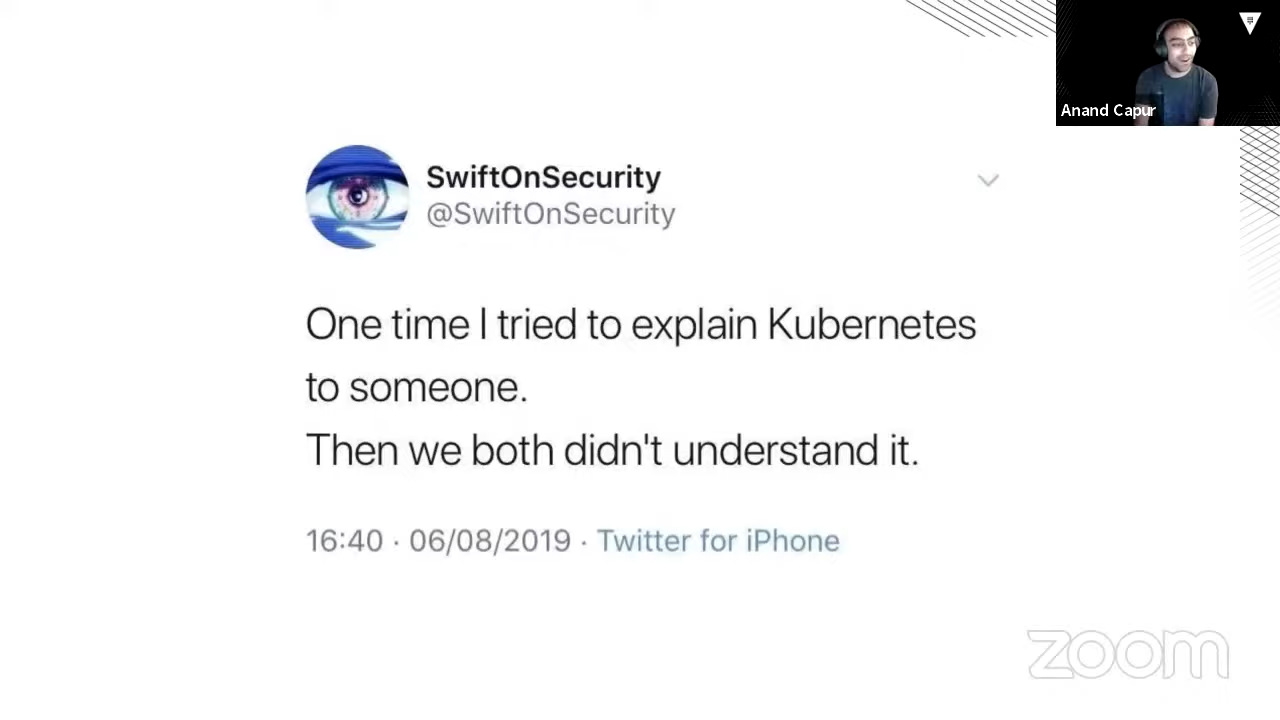 Anand Capur
SwiftOnSecurity
@SwiftOnSecurity
One time I tried to explain Kubernetes
to someone.
Then we both didn't understand it.
16:40 · 06/08/2019 · Twitter for iPhone
zoom